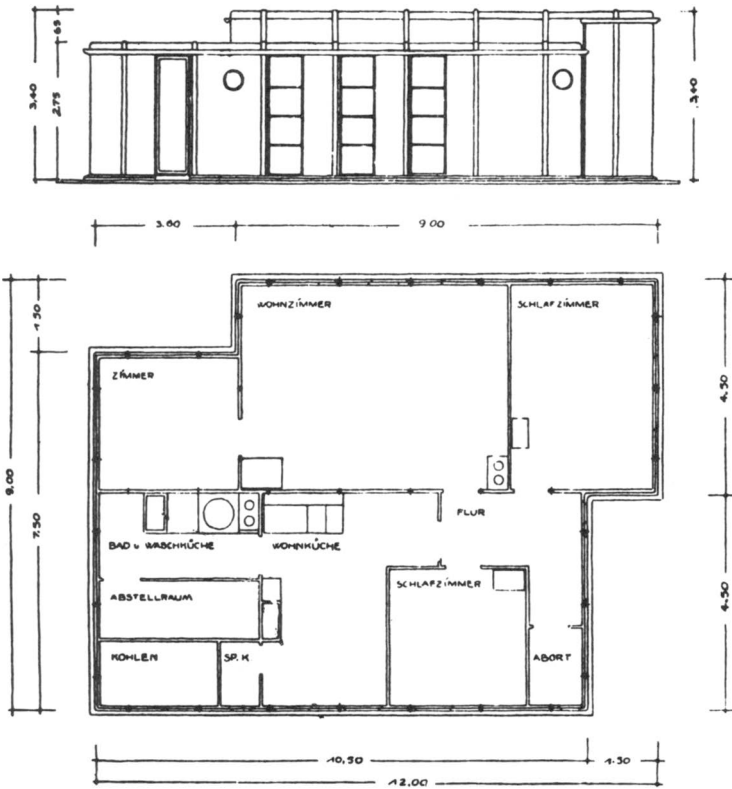 65
3.40
2.75
3.40
3.00
9.00
1.50
9.00
7.50
4.50
4.50
WOHNZIMMER
SCHLAFZIMMER
ZIMMER
FLUR
BAD u WASCHKÜCHE
WOHNKÜCHE
SCHLAFZIMMER
ABSTELLRAUM
KOHLEN
SP. K
ABORT
10.50
1.50
12.00